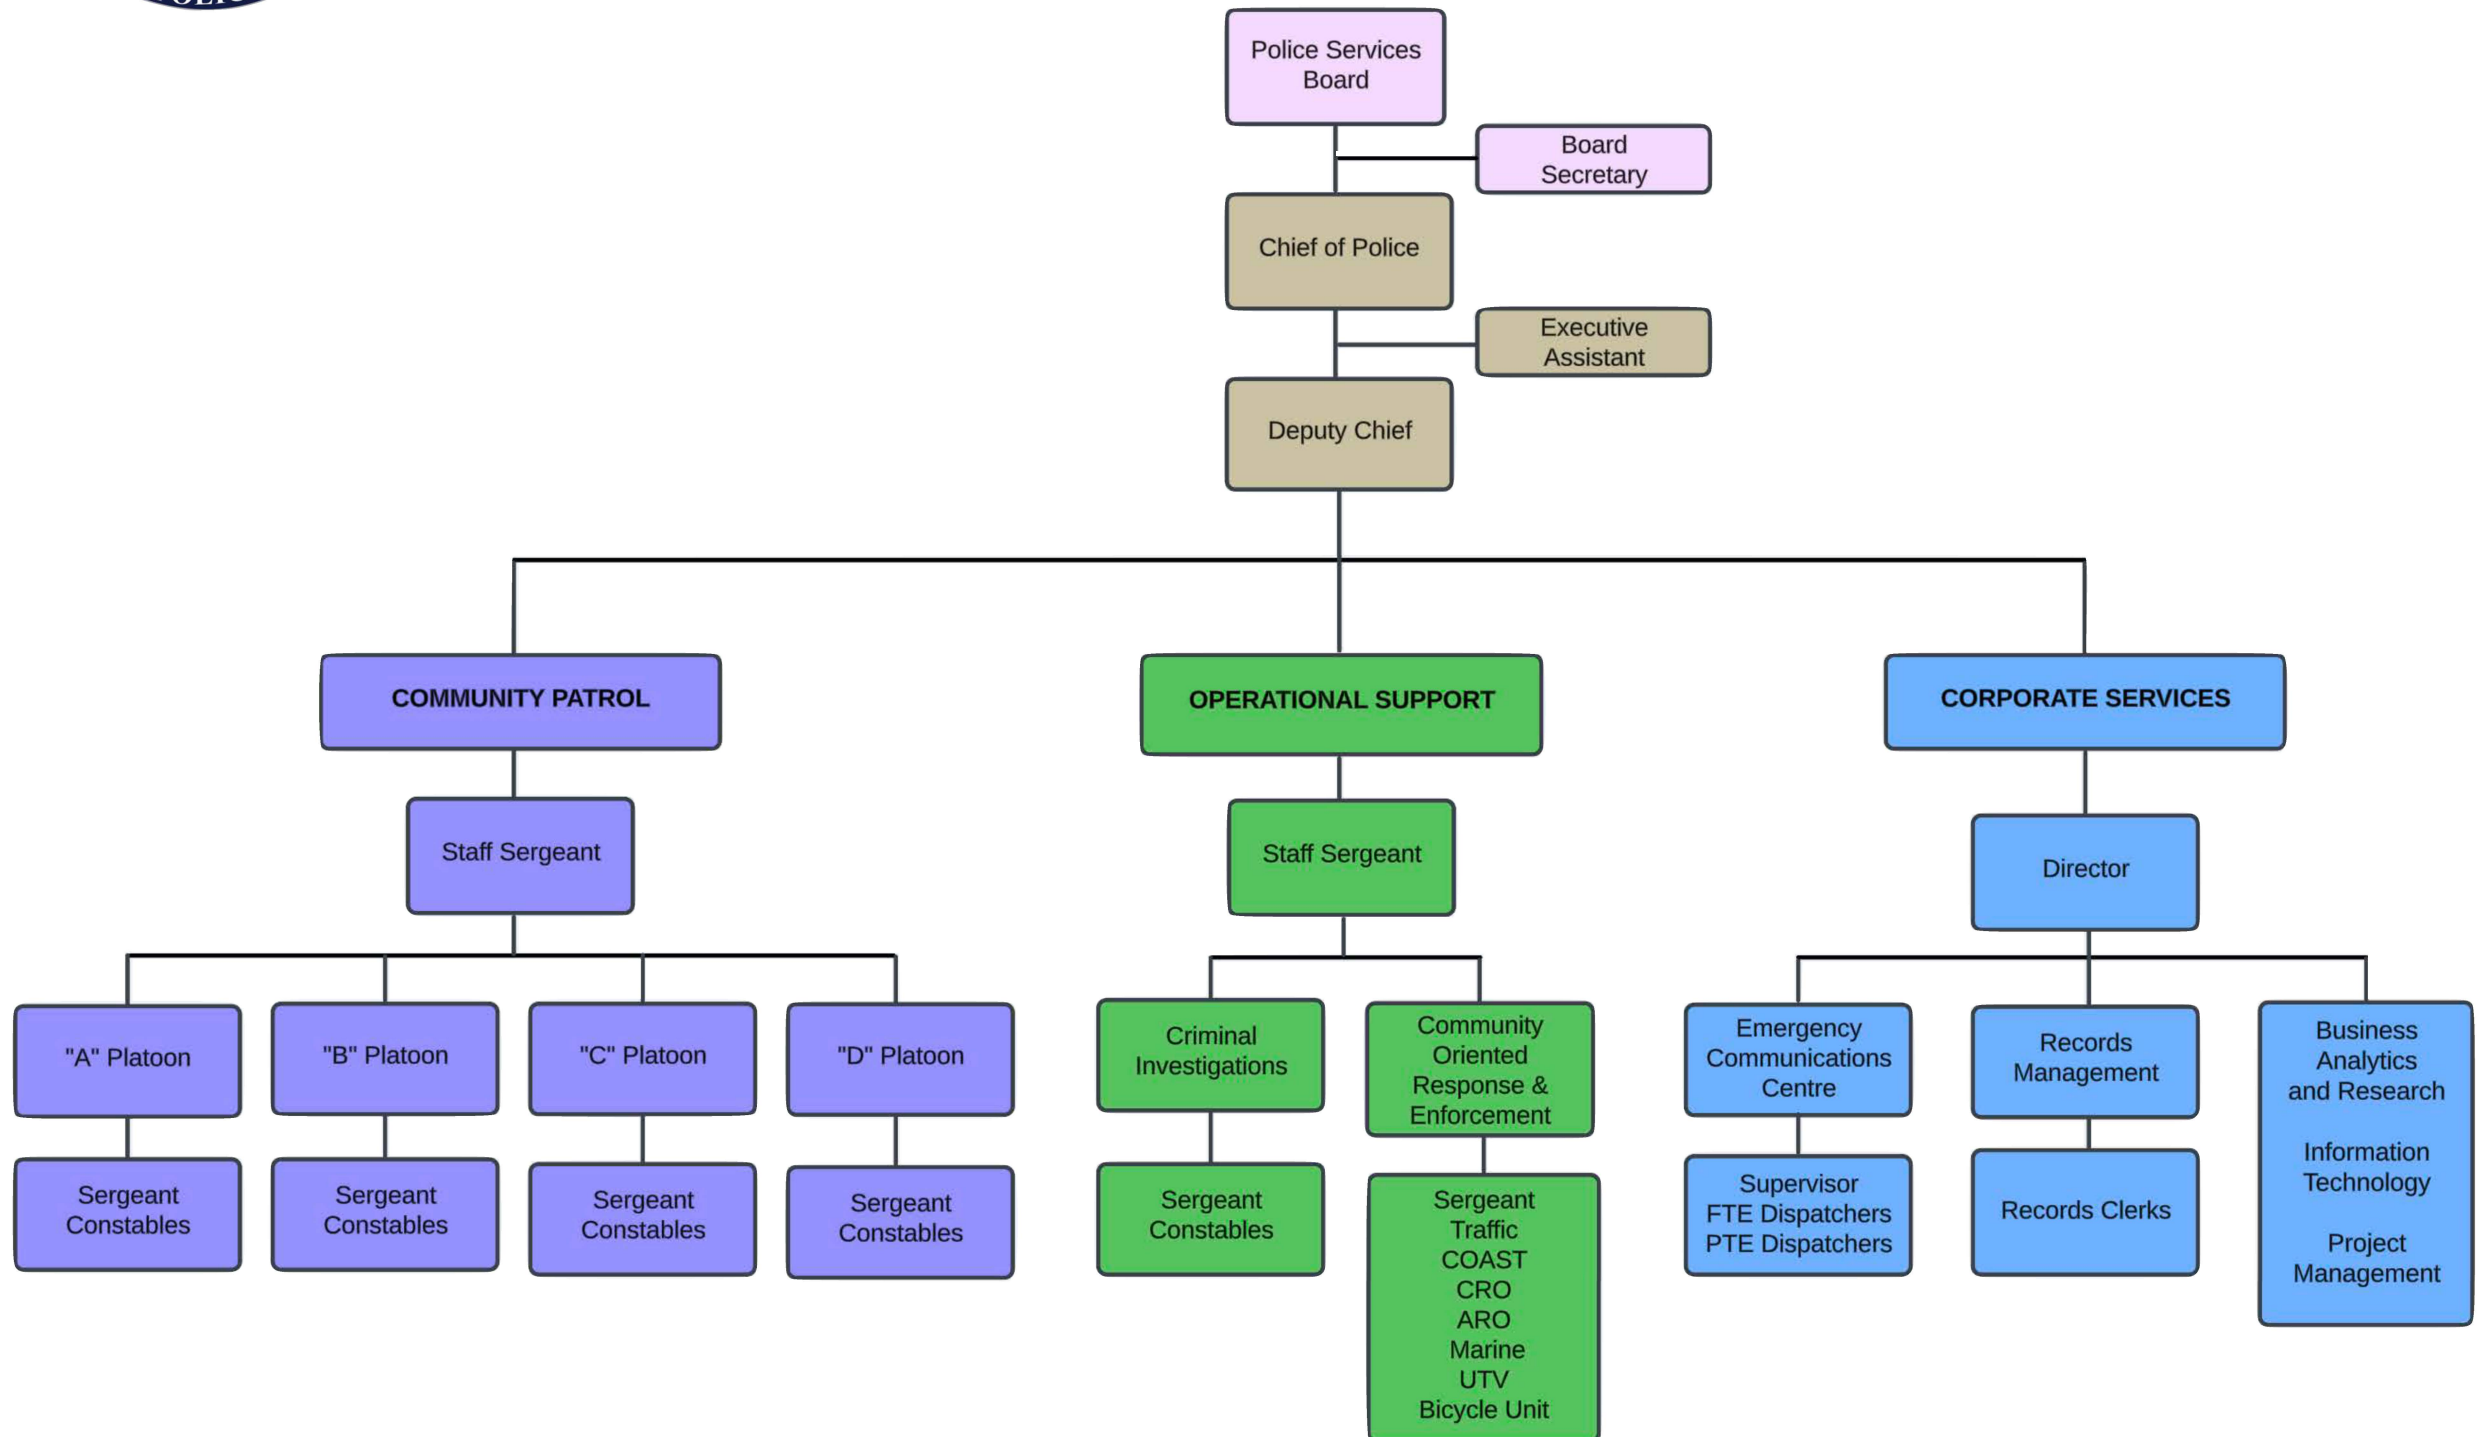 Police Services
Board
Board
Secretary
Chief of Police
Executive
Assistant
Deputy Chief
COMMUNITY PATROL
OPERATIONAL SUPPORT
CORPORATE SERVICES
Staff Sergeant
Staff Sergeant
Director
"A" Platoon
"B" Platoon
"C" Platoon
"D" Platoon
Criminal
Investigations
Community
Oriented
Response &
Enforcement
Emergency
Communications
Centre
Records
Management
Business
Analytics
and Research
Information
Technology
Project
Management
Sergeant
Constables
Sergeant
Constables
Sergeant
Constables
Sergeant
Constables
Sergeant
Constables
Sergeant
Traffic
COAST
CRO
ARO
Marine
UTV
Bicycle Unit
Supervisor
FTE Dispatchers
PTE Dispatchers
Records Clerks